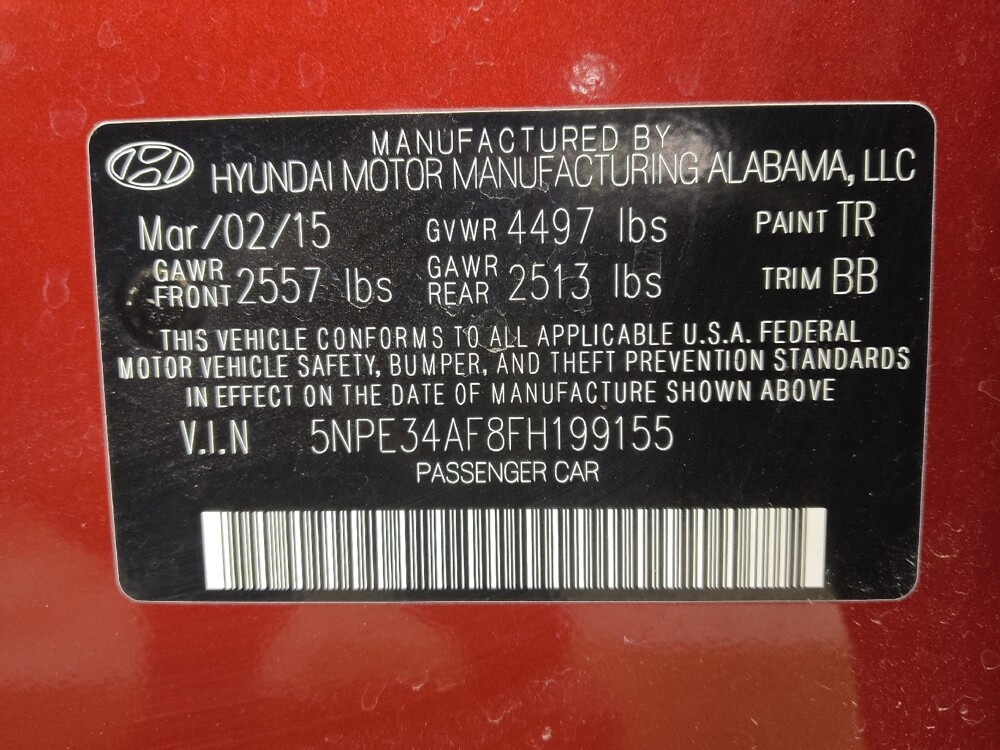 MANUFACTURED BY
HYUNDAI MOTOR MANUFACTURING ALABAMA, LLC
Mar/02/15 GVWR 4497 lbs PAINT TR
GAWR FRONT 2557 lbs GAWR REAR 2513 lbs TRIM BB
THIS VEHICLE CONFORMS TO ALL APPLICABLE U.S.A. FEDERAL
MOTOR VEHICLE SAFETY, BUMPER, AND THEFT PREVENTION STANDARDS
IN EFFECT ON THE DATE OF MANUFACTURE SHOWN ABOVE
V.I.N 5NPE34AF8FH199155
PASSENGER CAR